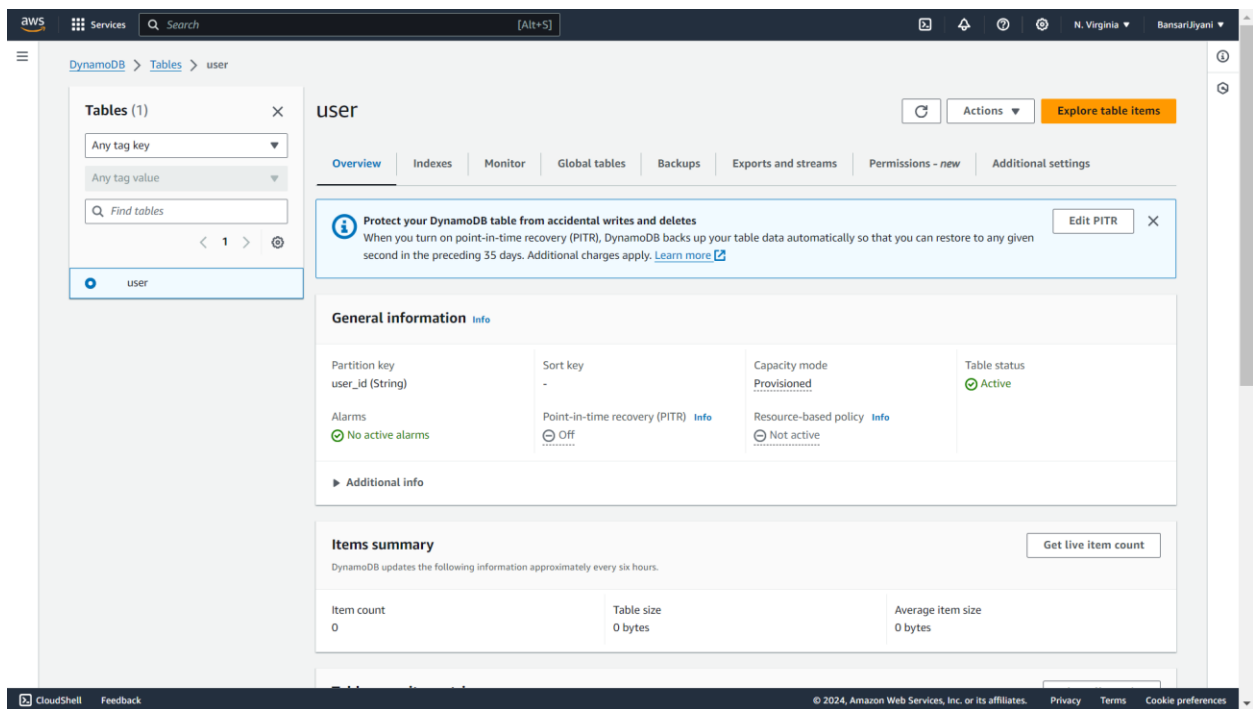 aws
Services
Search
[Alt+S]
N. Virginia ▼
BansariJiyani ▼
DynamoDB > Tables > user
Tables (1)
Any tag key
Any tag value
Find tables
1
user
user
Actions ▼
Explore table items
Overview
Indexes
Monitor
Global tables
Backups
Exports and streams
Permissions - new
Additional settings
Protect your DynamoDB table from accidental writes and deletes
When you turn on point-in-time recovery (PITR), DynamoDB backs up your table data automatically so that you can restore to any given
second in the preceding 35 days. Additional charges apply. Learn more
Edit PITR
General information Info
Partition key
user_id (String)
Sort key
-
Capacity mode
Provisioned
Table status
Active
Alarms
No active alarms
Point-in-time recovery (PITR) Info
Off
Resource-based policy Info
Not active
Additional info
Items summary
DynamoDB updates the following information approximately every six hours.
Get live item count
Item count
0
Table size
0 bytes
Average item size
0 bytes
CloudShell
Feedback
© 2024, Amazon Web Services, Inc. or its affiliates.
Privacy
Terms
Cookie preferences